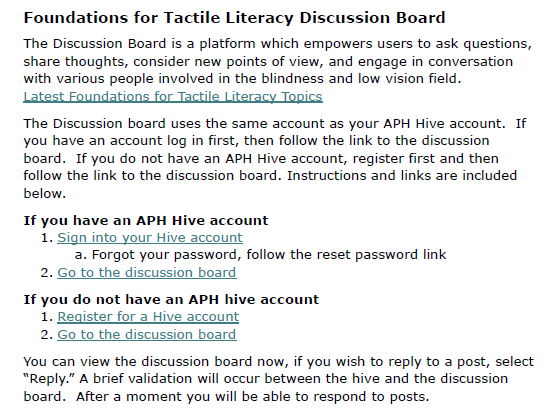 Foundations for Tactile Literacy Discussion Board
The Discussion Board is a platform which empowers users to ask questions,
share thoughts, consider new points of view, and engage in conversation
with various people involved in the blindness and low vision field.
Latest Foundations for Tactile Literacy Topics
The Discussion board uses the same account as your APH Hive account.  If
you have an account log in first, then follow the link to the discussion
board.  If you do not have an APH Hive account, register first and then
follow the link to the discussion board. Instructions and links are included
below.
If you have an APH Hive account
1. Sign into your Hive account
a. Forgot your password, follow the reset password link
2. Go to the discussion board
If you do not have an APH hive account
1. Register for a Hive account
2. Go to the discussion board
You can view the discussion board now, if you wish to reply to a post, select
“Reply.” A brief validation will occur between the hive and the discussion
board.  After a moment you will be able to respond to posts.